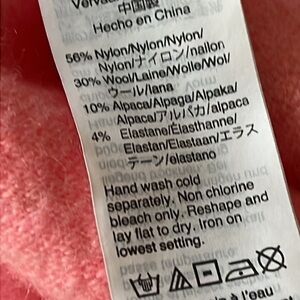 中国製
Hecho en China
56% Nylon/Nylon/Nylon/
Nylon/ナイロン/nailon
30% Wool/Laine/Wolle/Wol/
ウール/lana
10% Alpaca/Alpaga/Alpaka/
Alpaca/アルパカ/alpaca
4% Elastane/Élasthanne/
Elastan/Elastaan/エラス
テーン/elastano
Hand wash cold
separately. Non chlorine
bleach only. Reshape and
lay flat to dry. Iron on
lowest setting.
à l'eau